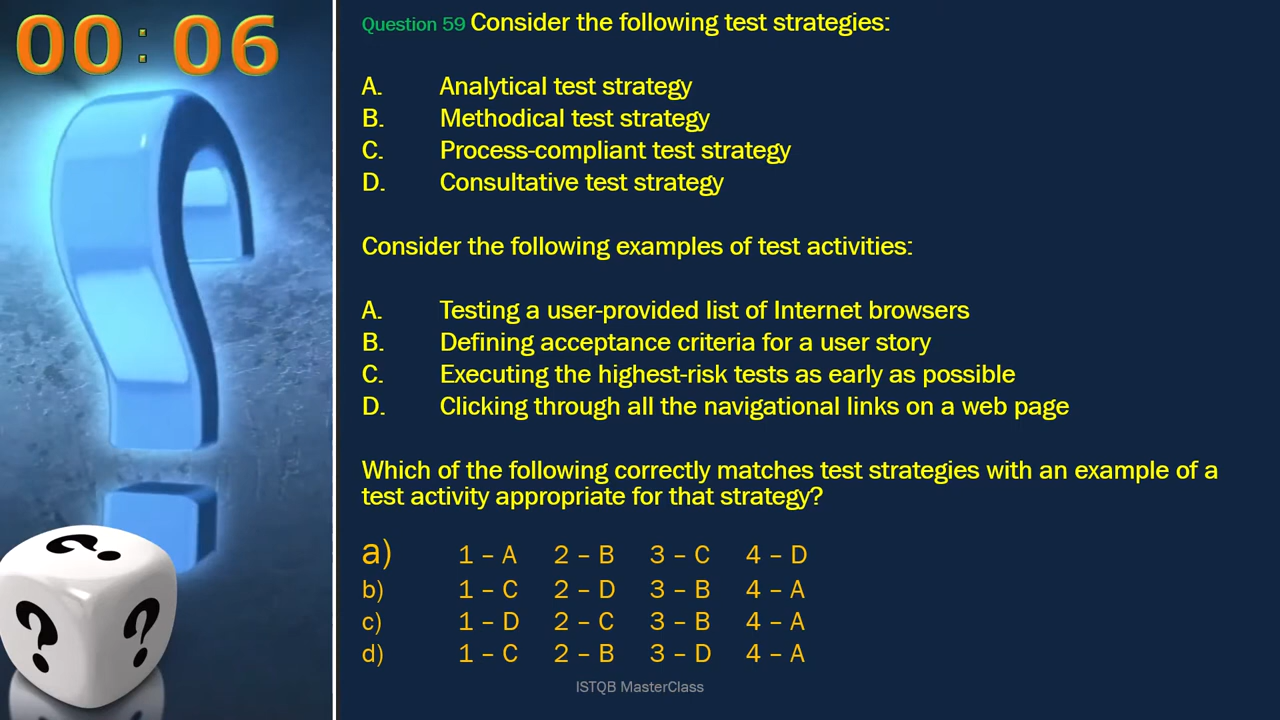 00:06
Question 59 Consider the following test strategies:
A. Analytical test strategy
B. Methodical test strategy
C. Process-compliant test strategy
D. Consultative test strategy
Consider the following examples of test activities:
A. Testing a user-provided list of Internet browsers
B. Defining acceptance criteria for a user story
C. Executing the highest-risk tests as early as possible
D. Clicking through all the navigational links on a web page
Which of the following correctly matches test strategies with an example of a
test activity appropriate for that strategy?
a) 1 – A 2 – B 3 – C 4 – D
b) 1 – C 2 – D 3 – B 4 – A
c) 1 – D 2 – C 3 – B 4 – A
d) 1 – C 2 – B 3 – D 4 – A
ISTQB MasterClass